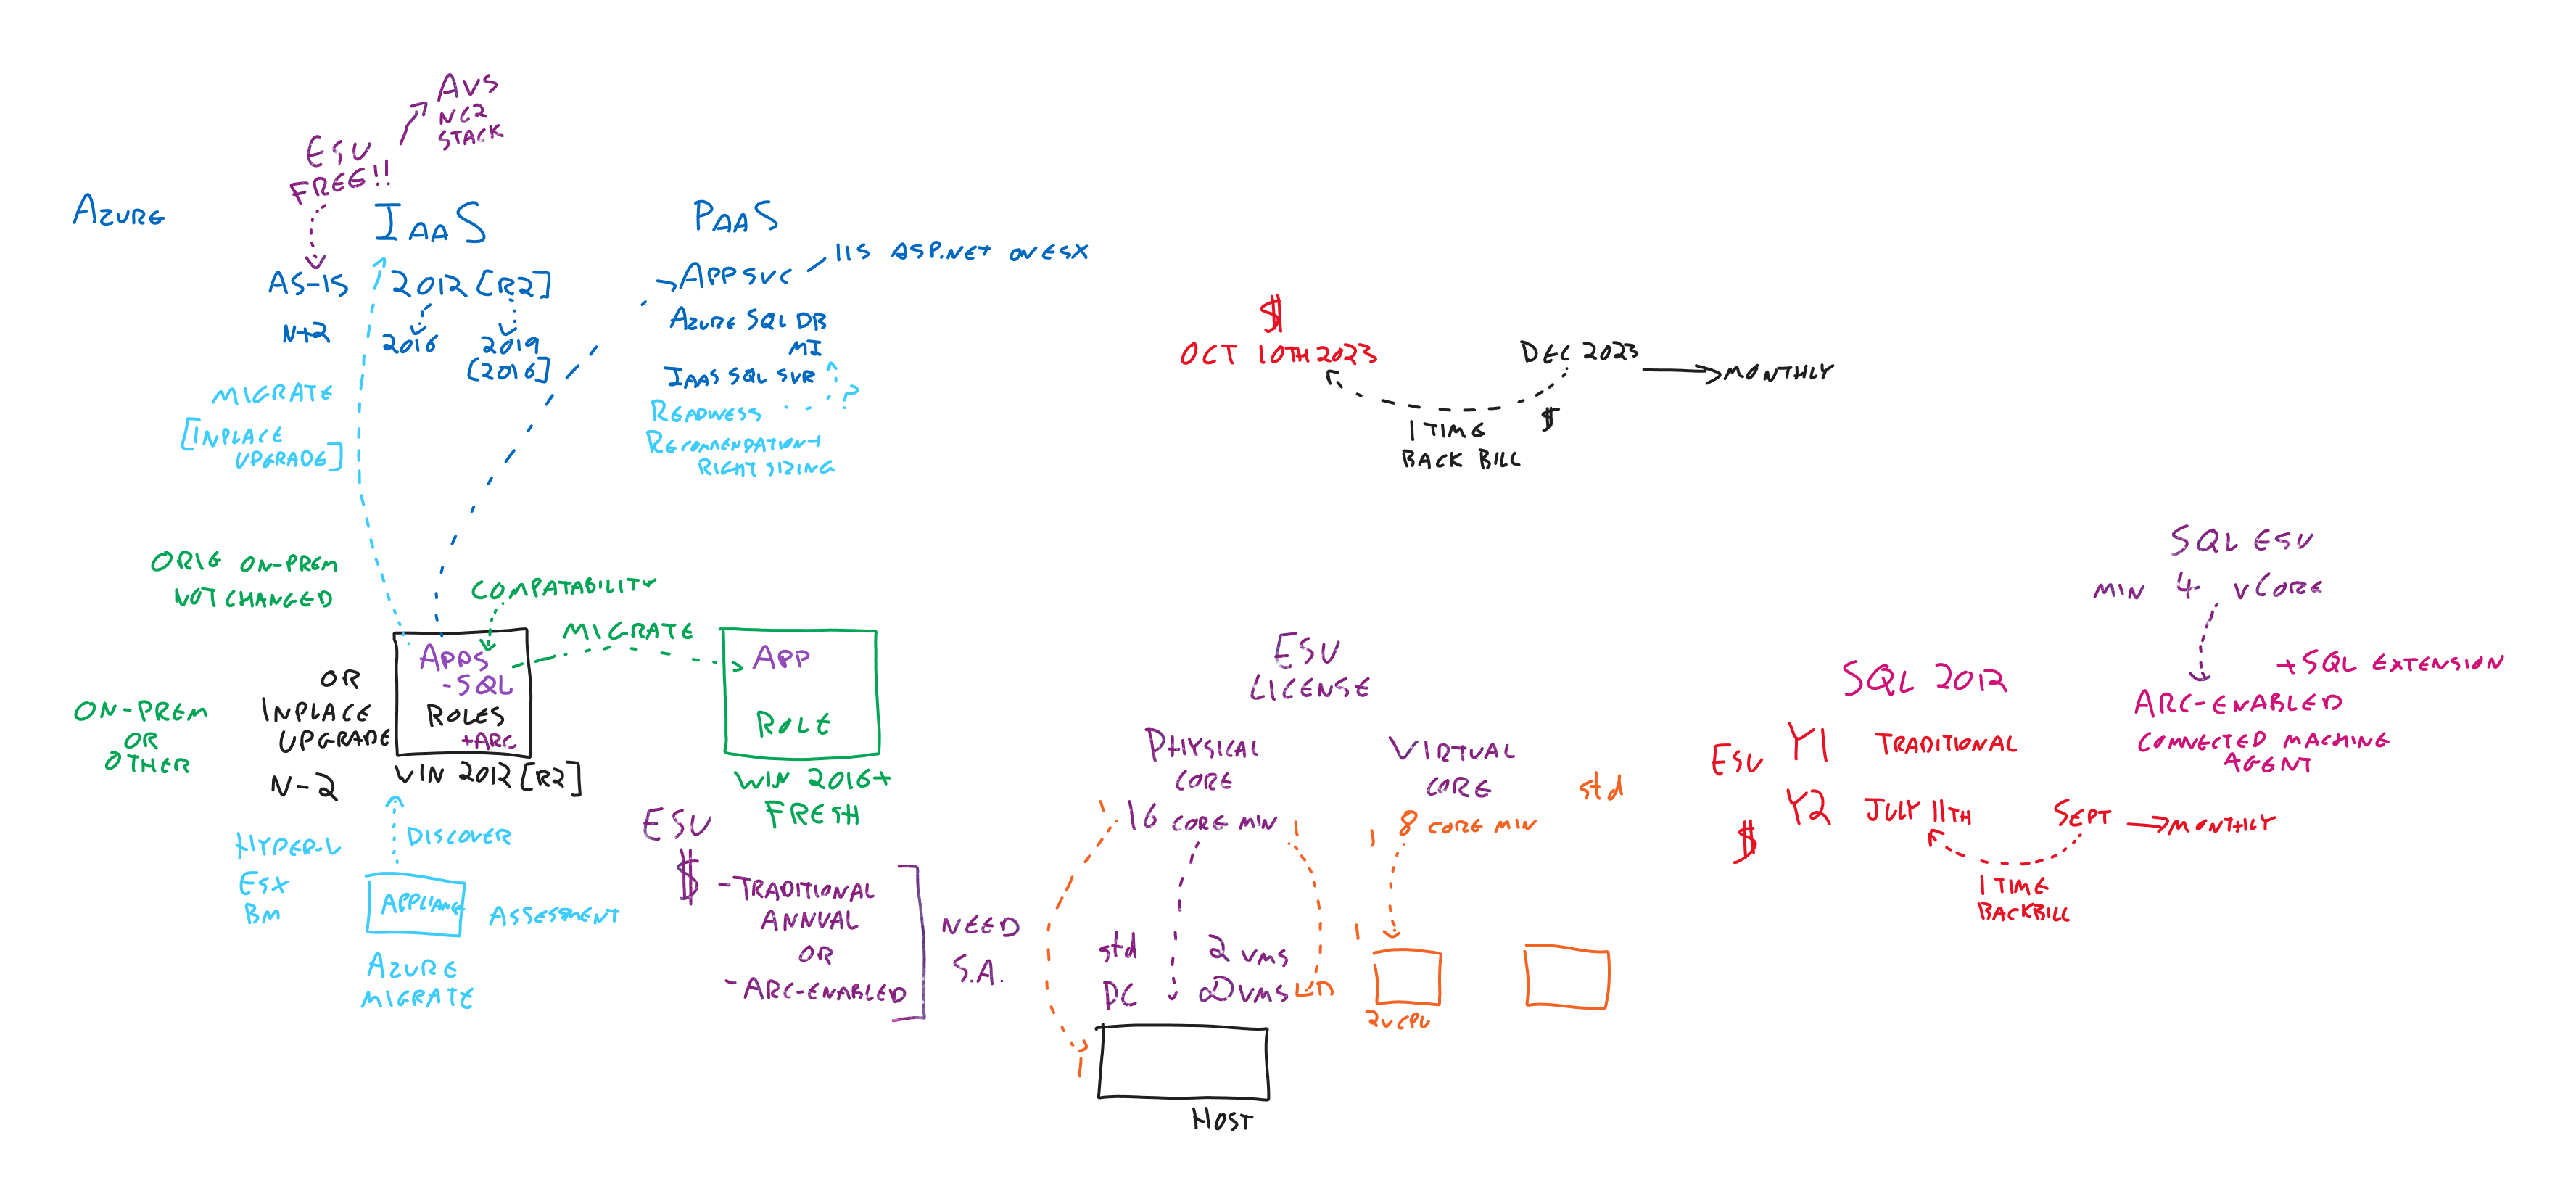 AVS
NC2
STACK
ESU
FREE!!
AZURE
IAAS
AS-IS 2012 [R2]
N+2 2016 2019
[2016]
MIGRATE
[INPLACE
UPGRADE]
PAAS
APP SVC
IIS ASP.NET ON ESX
AZURE SQL DB
MI
IAAS SQL SVR
READINESS ?
RECOMMENDATION+
RIGHT SIZING
$
OCT 10TH 2023
DEC 2023
MONTHLY
$
1 TIME
BACK BILL
ORIG ON-PREM
NOT CHANGED
COMPATABILITY
MIGRATE
ON-PREM
OR
OTHER
OR
INPLACE
UPGRADE
N-2
APPS
-SQL
ROLES
+ARC
WIN 2012 [R2]
APP
ROLE
WIN 2016+
FRESH
HYPER-V
ESX
BM
DISCOVER
APPLIANCE
ASSESSMENT
AZURE
MIGRATE
ESU
$
-TRADITIONAL
ANNUAL
OR
-ARC-ENABLED
NEED
S.A.
ESU
LICENSE
PHYSICAL
CORE
16 CORE MIN
VIRTUAL
CORE
8 CORE MIN
std
std 2 VMS
DC ∞ VMS
HOST
2vCPU
SQL 2012
ESU
$
Y1 TRADITIONAL
Y2 JULY 11TH
SEPT
MONTHLY
1 TIME
BACKBILL
SQL ESU
MIN 4 vCORE
+SQL EXTENSION
ARC-ENABLED
CONNECTED MACHINE
AGENT